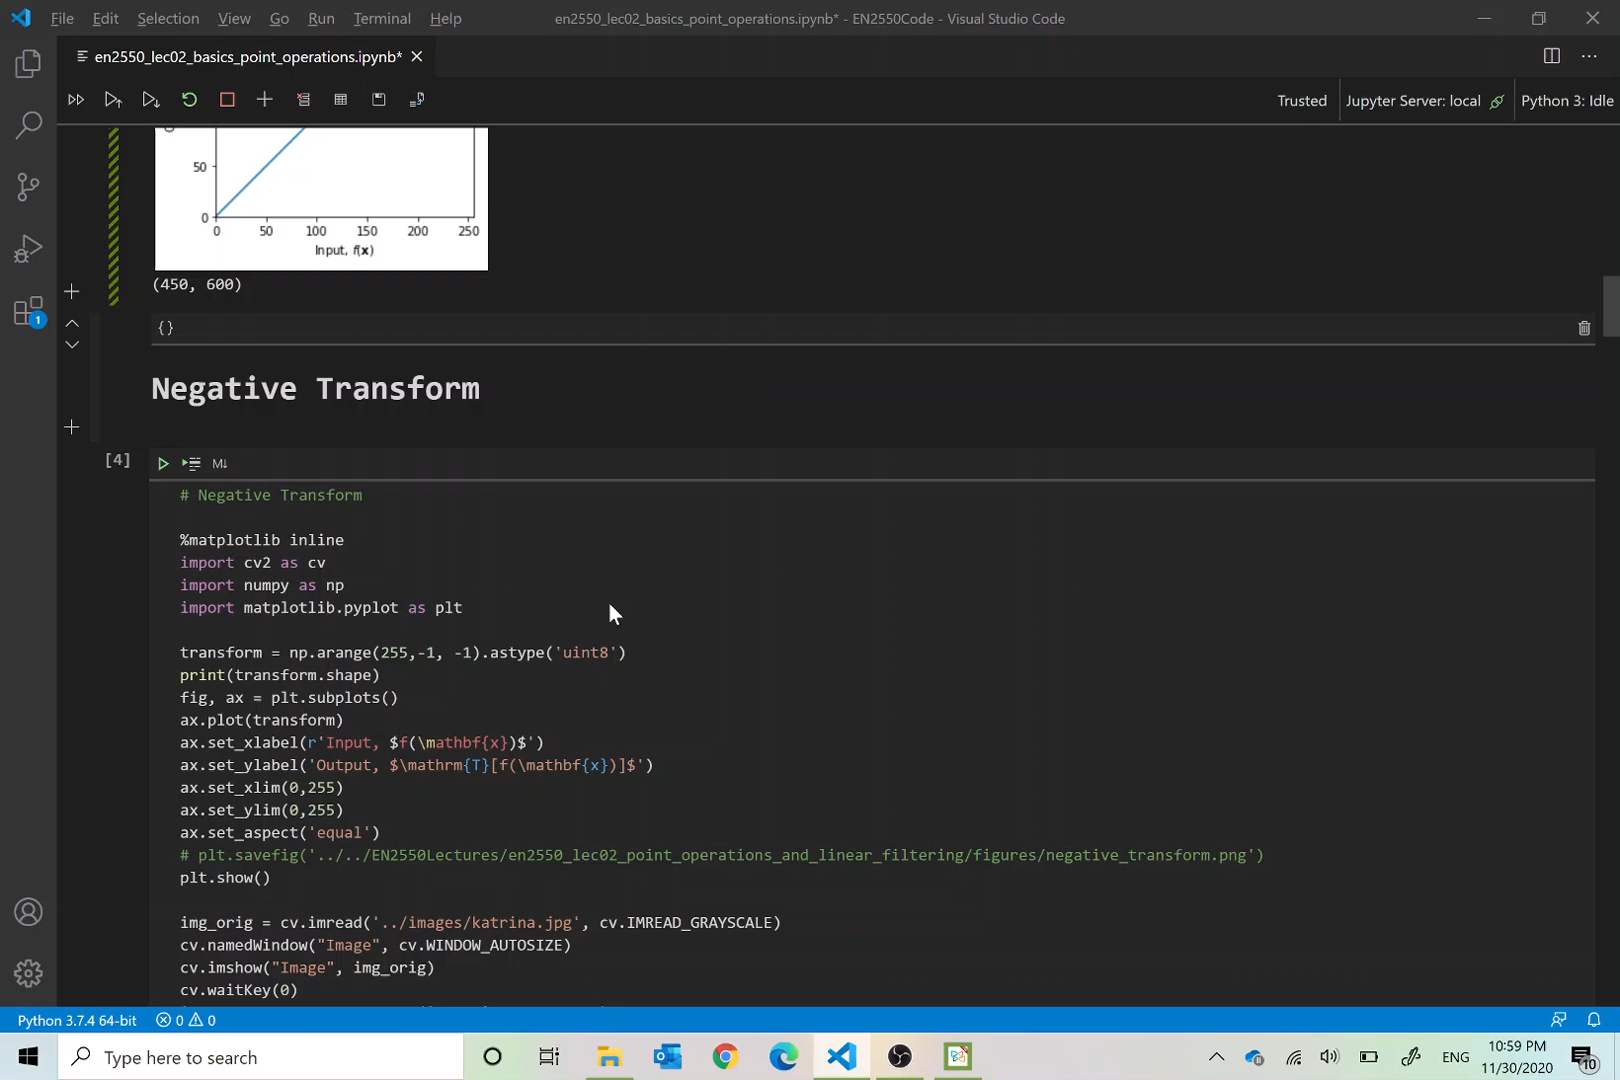 File Edit Selection View Go Run Terminal Help en2550_lec02_basics_point_operations.ipynb* - EN2550Code - Visual Studio Code
en2550_lec02_basics_point_operations.ipynb*
Trusted Jupyter Server: local Python 3: Idle
50
0
0 50 100 150 200 250
Input, f(x)
(450, 600)
{}
1
Negative Transform
[4] M↓
# Negative Transform
%matplotlib inline
import cv2 as cv
import numpy as np
import matplotlib.pyplot as plt
transform = np.arange(255,-1, -1).astype('uint8')
print(transform.shape)
fig, ax = plt.subplots()
ax.plot(transform)
ax.set_xlabel(r'Input, $f(\mathbf{x})$')
ax.set_ylabel('Output, $\mathrm{T}[f(\mathbf{x})]$')
ax.set_xlim(0,255)
ax.set_ylim(0,255)
ax.set_aspect('equal')
# plt.savefig('../../EN2550Lectures/en2550_lec02_point_operations_and_linear_filtering/figures/negative_transform.png')
plt.show()
img_orig = cv.imread('../images/katrina.jpg', cv.IMREAD_GRAYSCALE)
cv.namedWindow("Image", cv.WINDOW_AUTOSIZE)
cv.imshow("Image", img_orig)
cv.waitKey(0)
Python 3.7.4 64-bit 0 0
Type here to search
ENG
10:59 PM
11/30/2020
10